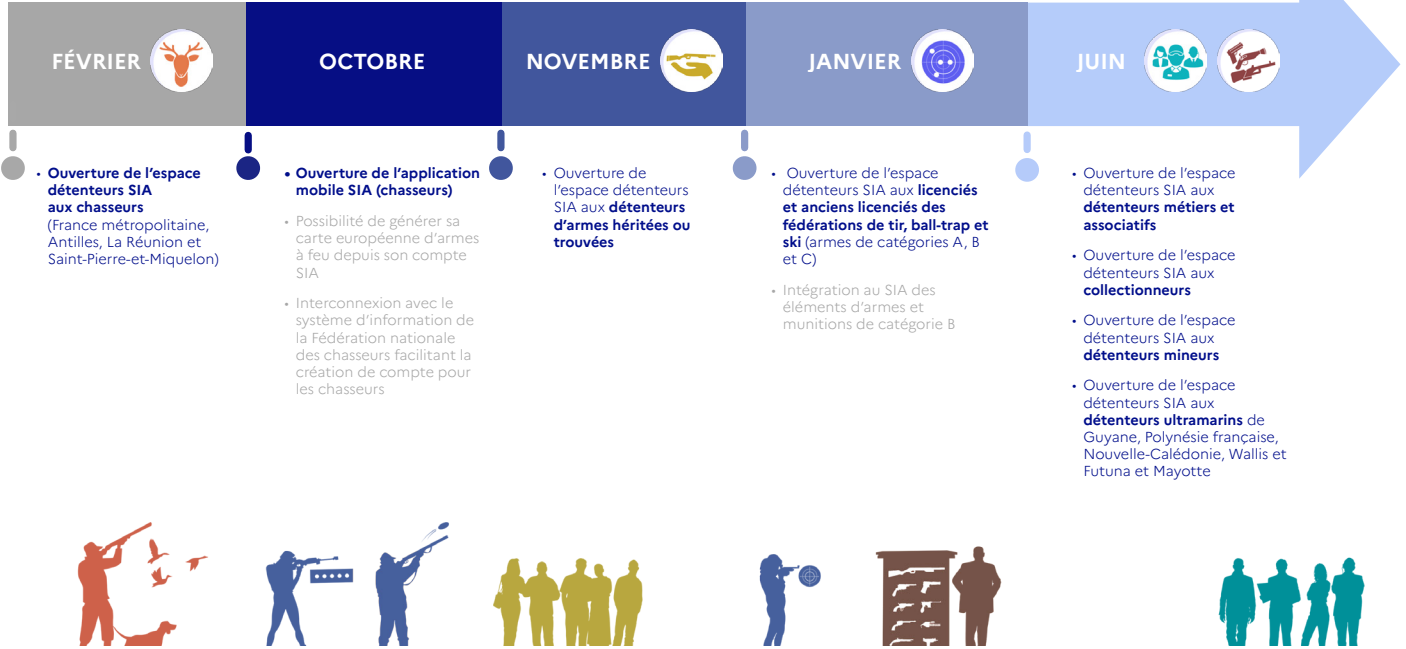 FÉVRIER
OCTOBRE
NOVEMBRE
JANVIER
JUIN
• Ouverture de l’espace
détenteurs SIA
aux chasseurs
(France métropolitaine,
Antilles, La Réunion et
Saint-Pierre-et-Miquelon)
• Ouverture de l’application
mobile SIA (chasseurs)
• Possibilité de générer sa
carte européenne d’armes
à feu depuis son compte
SIA
• Interconnexion avec le
système d’information de
la Fédération nationale
des chasseurs facilitant la
création de compte pour
les chasseurs
• Ouverture de
l’espace détenteurs
SIA aux détenteurs
d’armes héritées ou
trouvées
• Ouverture de l’espace
détenteurs SIA aux licenciés
et anciens licenciés des
fédérations de tir, ball-trap et
ski (armes de catégories A, B
et C)
• Intégration au SIA des
éléments d’armes et
munitions de catégorie B
• Ouverture de l’espace
détenteurs SIA aux
détenteurs métiers et
associatifs
• Ouverture de l’espace
détenteurs SIA aux
collectionneurs
• Ouverture de l’espace
détenteurs SIA aux
détenteurs mineurs
• Ouverture de l’espace
détenteurs SIA aux
détenteurs ultramarins de
Guyane, Polynésie française,
Nouvelle-Calédonie, Wallis et
Futuna et Mayotte